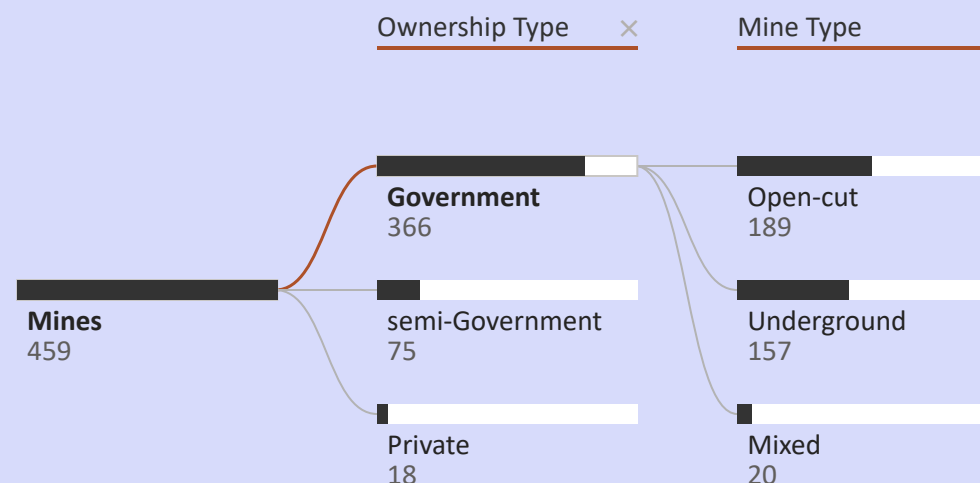 Ownership Type ×
Mine Type
Government
366
Open-cut
189
Mines
459
semi-Government
75
Underground
157
Private
18
Mixed
20